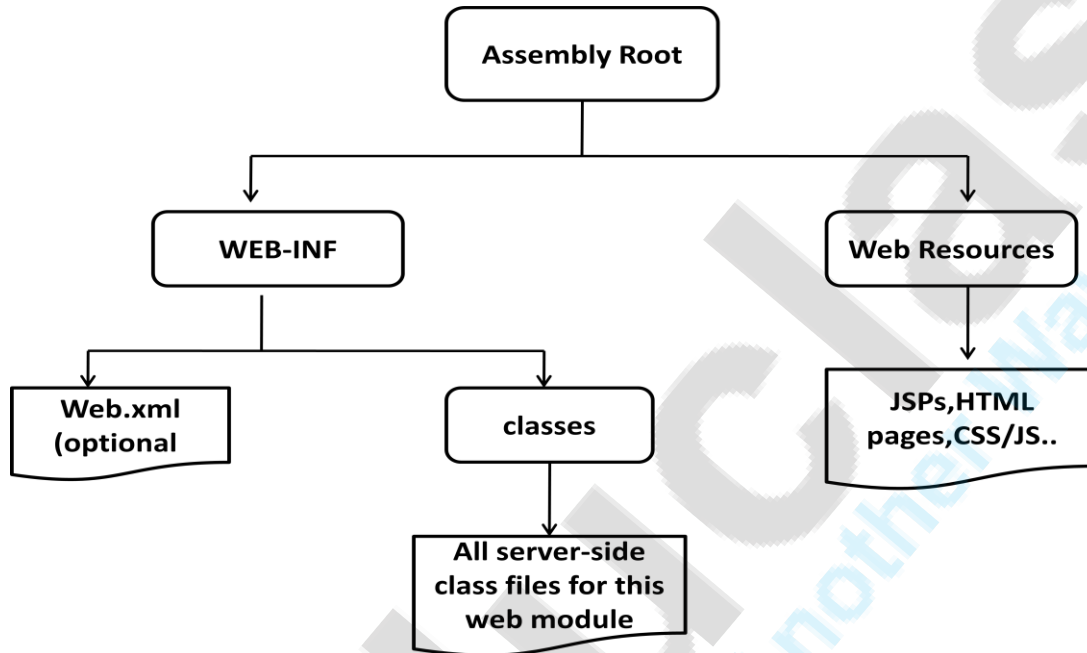 Assembly Root
WEB-INF
Web Resources
Web.xml
(optional
classes
JSPs,HTML
pages,CSS/JS..
All server-side
class files for this
web module